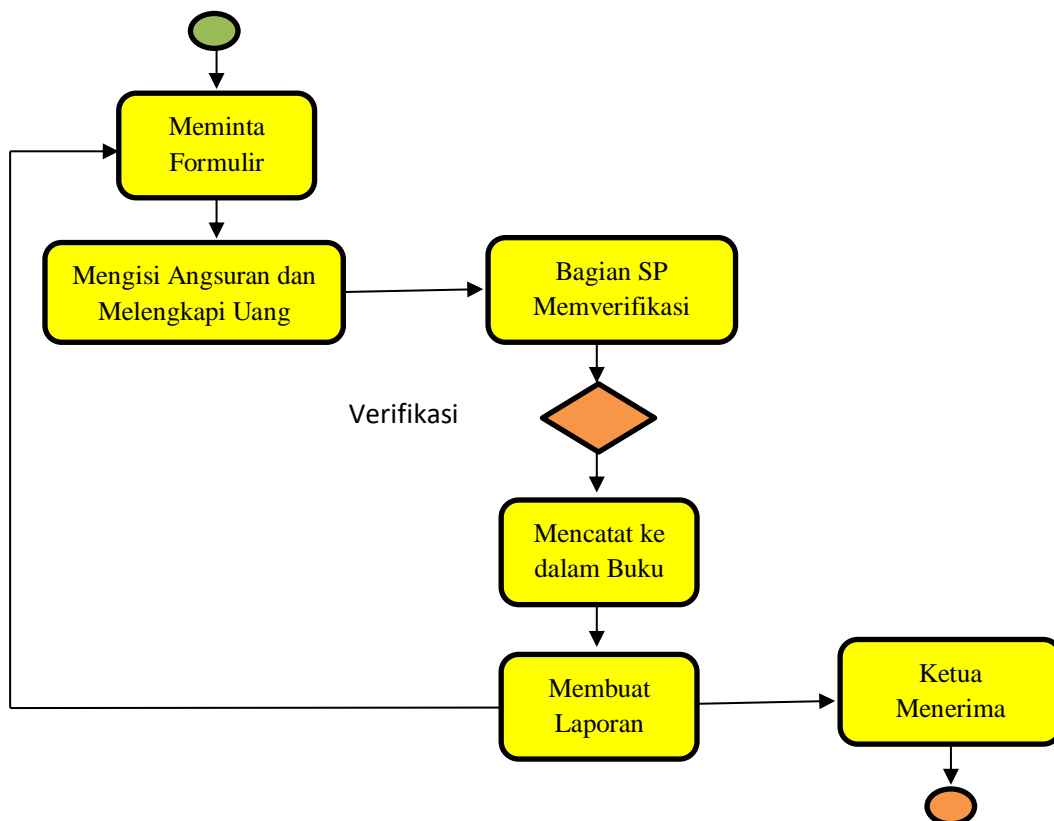 Meminta
Formulir
Mengisi Angsuran dan
Melengkapi Uang
Bagian SP
Memverifikasi
Verifikasi
Mencatat ke
dalam Buku
Membuat
Laporan
Ketua
Menerima